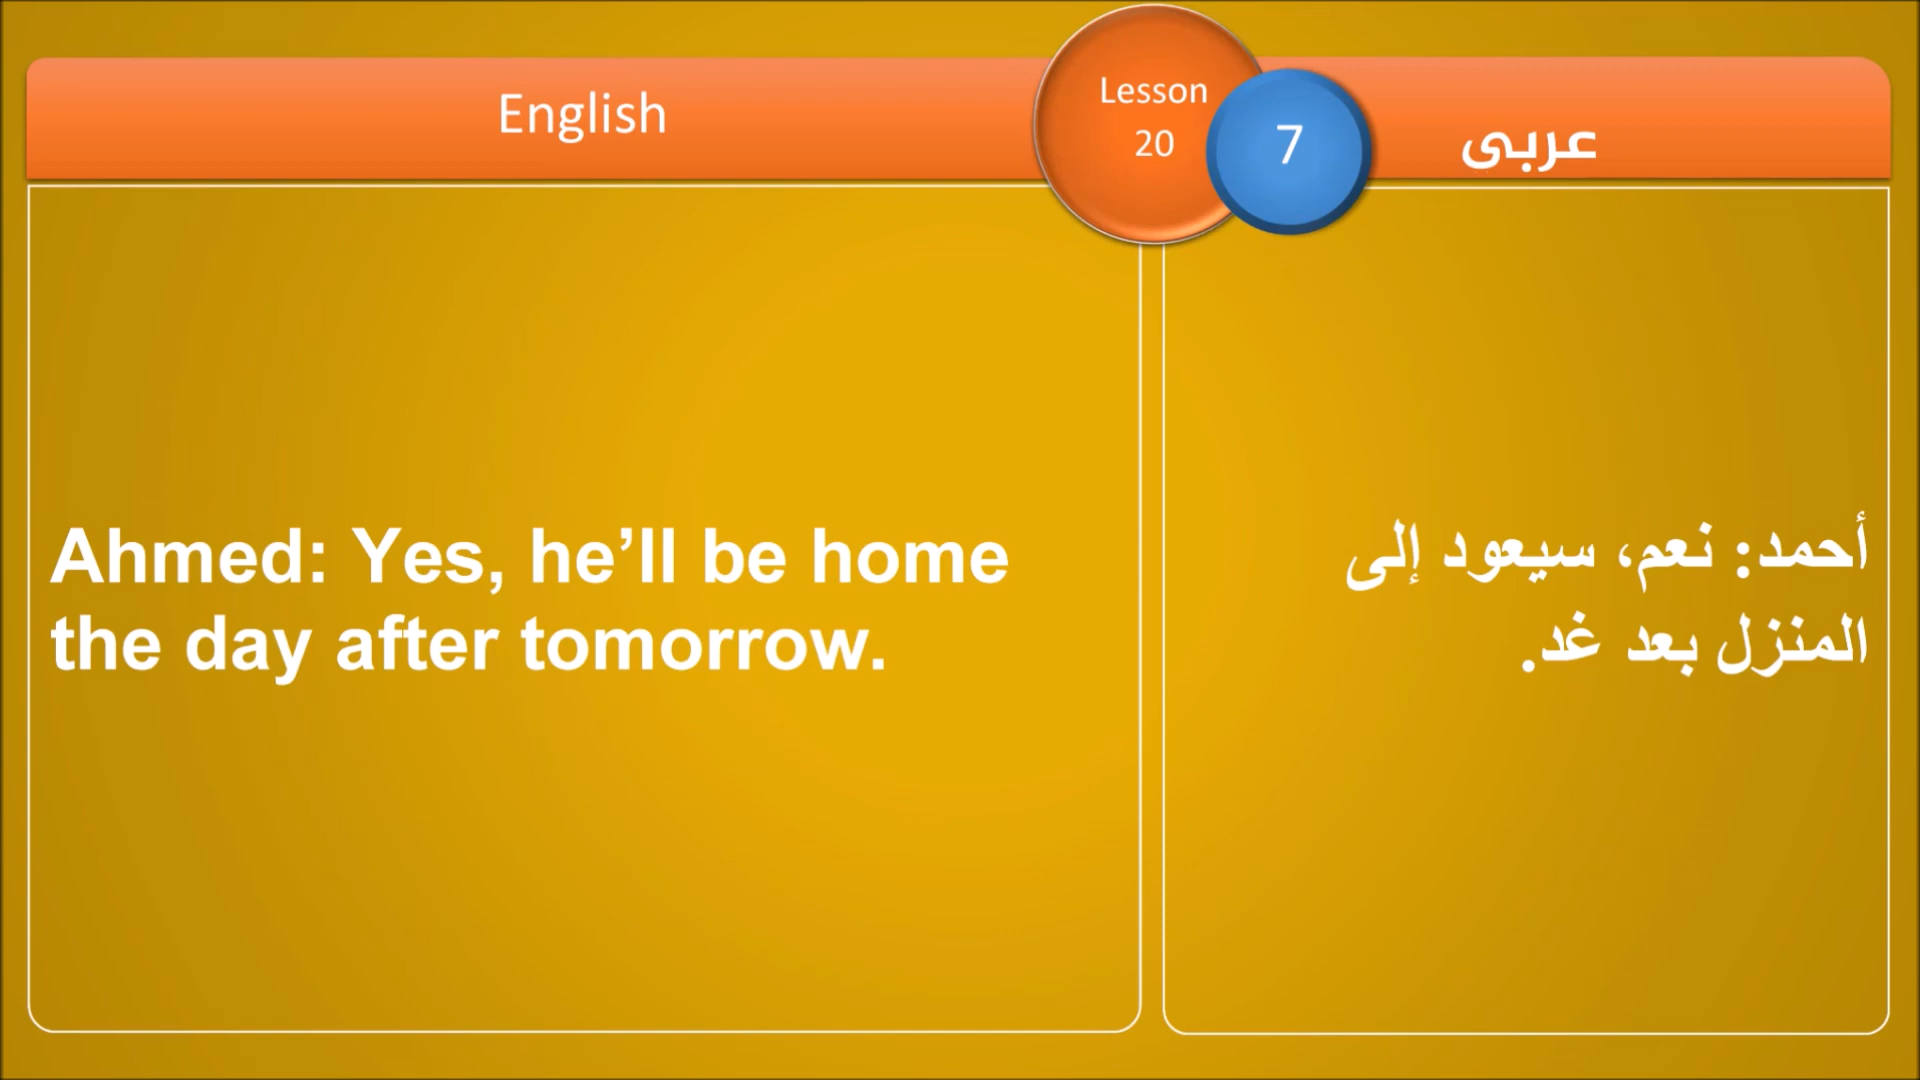 English
Lesson
20
7
عربى
Ahmed: Yes, he’ll be home
the day after tomorrow.
أحمد: نعم، سيعود إلى
المنزل بعد غد.